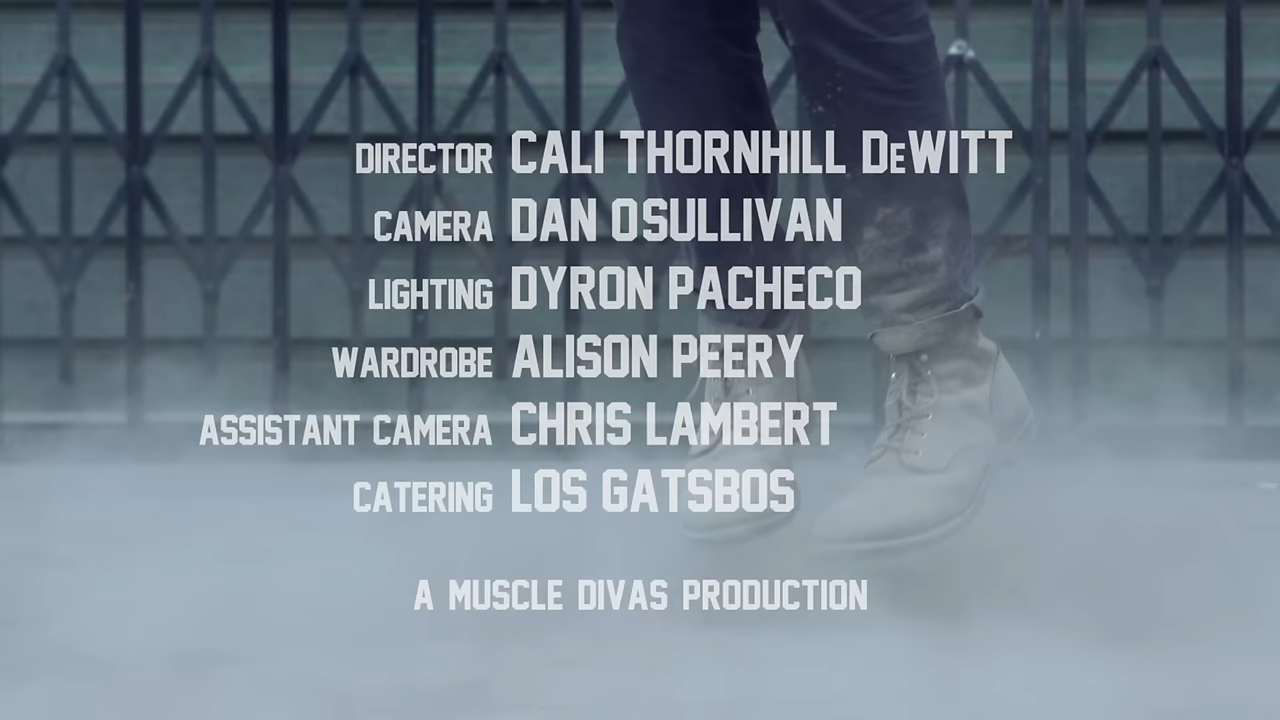 DIRECTOR CALI THORNHILL DeWITT
CAMERA DAN OSULLIVAN
LIGHTING DYRON PACHECO
WARDROBE ALISON PEERY
ASSISTANT CAMERA CHRIS LAMBERT
CATERING LOS GATSBOS
A MUSCLE DIVAS PRODUCTION